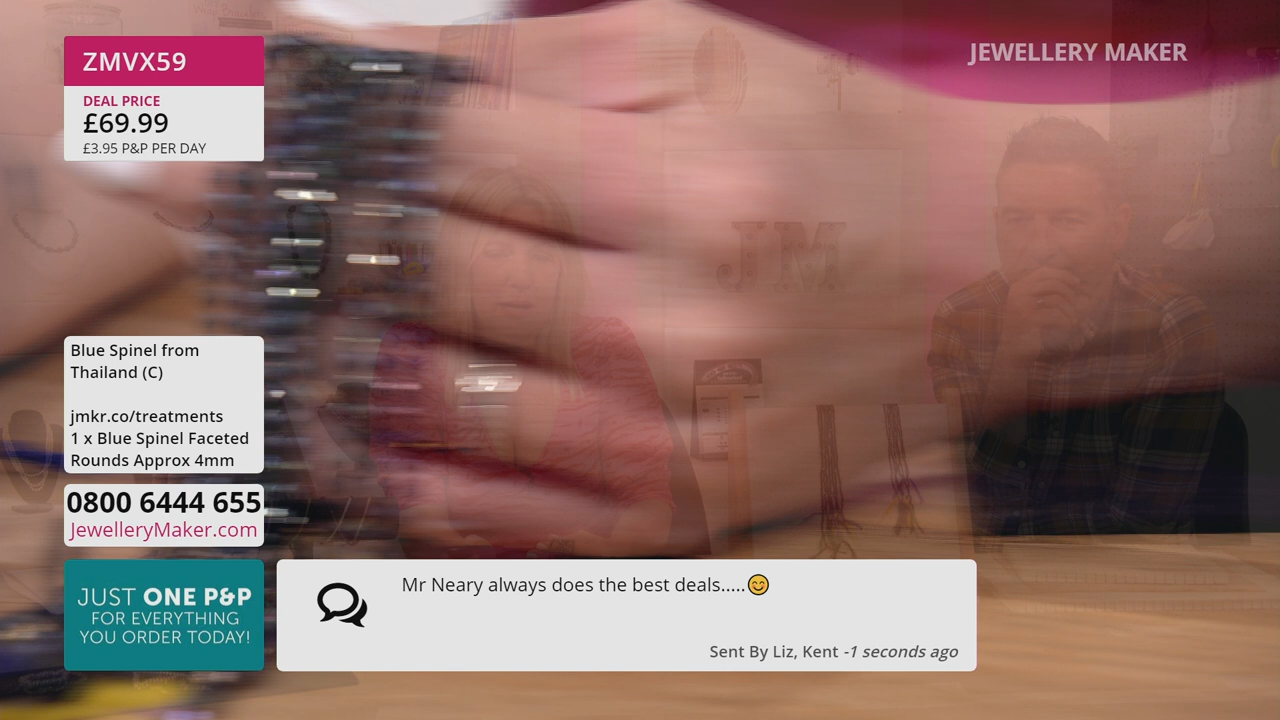 ZMVX59
DEAL PRICE
£69.99
£3.95 P&P PER DAY
JEWELLERY MAKER
JM
Blue Spinel from
Thailand (C)
jmkr.co/treatments
1 x Blue Spinel Faceted
Rounds Approx 4mm
0800 6444 655
JewelleryMaker.com
JUST ONE P&P
FOR EVERYTHING
YOU ORDER TODAY!
Mr Neary always does the best deals.....😊
Sent By Liz, Kent -1 seconds ago